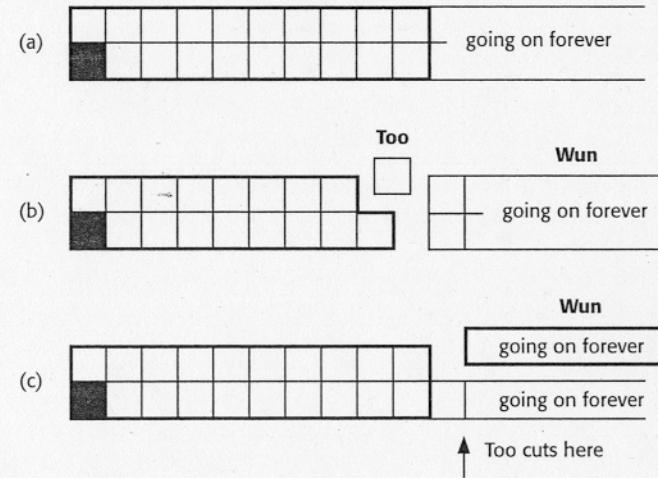 (a)
going on forever
Too
Wun
(b)
going on forever
Wun
going on forever
(c)
going on forever
Too cuts here